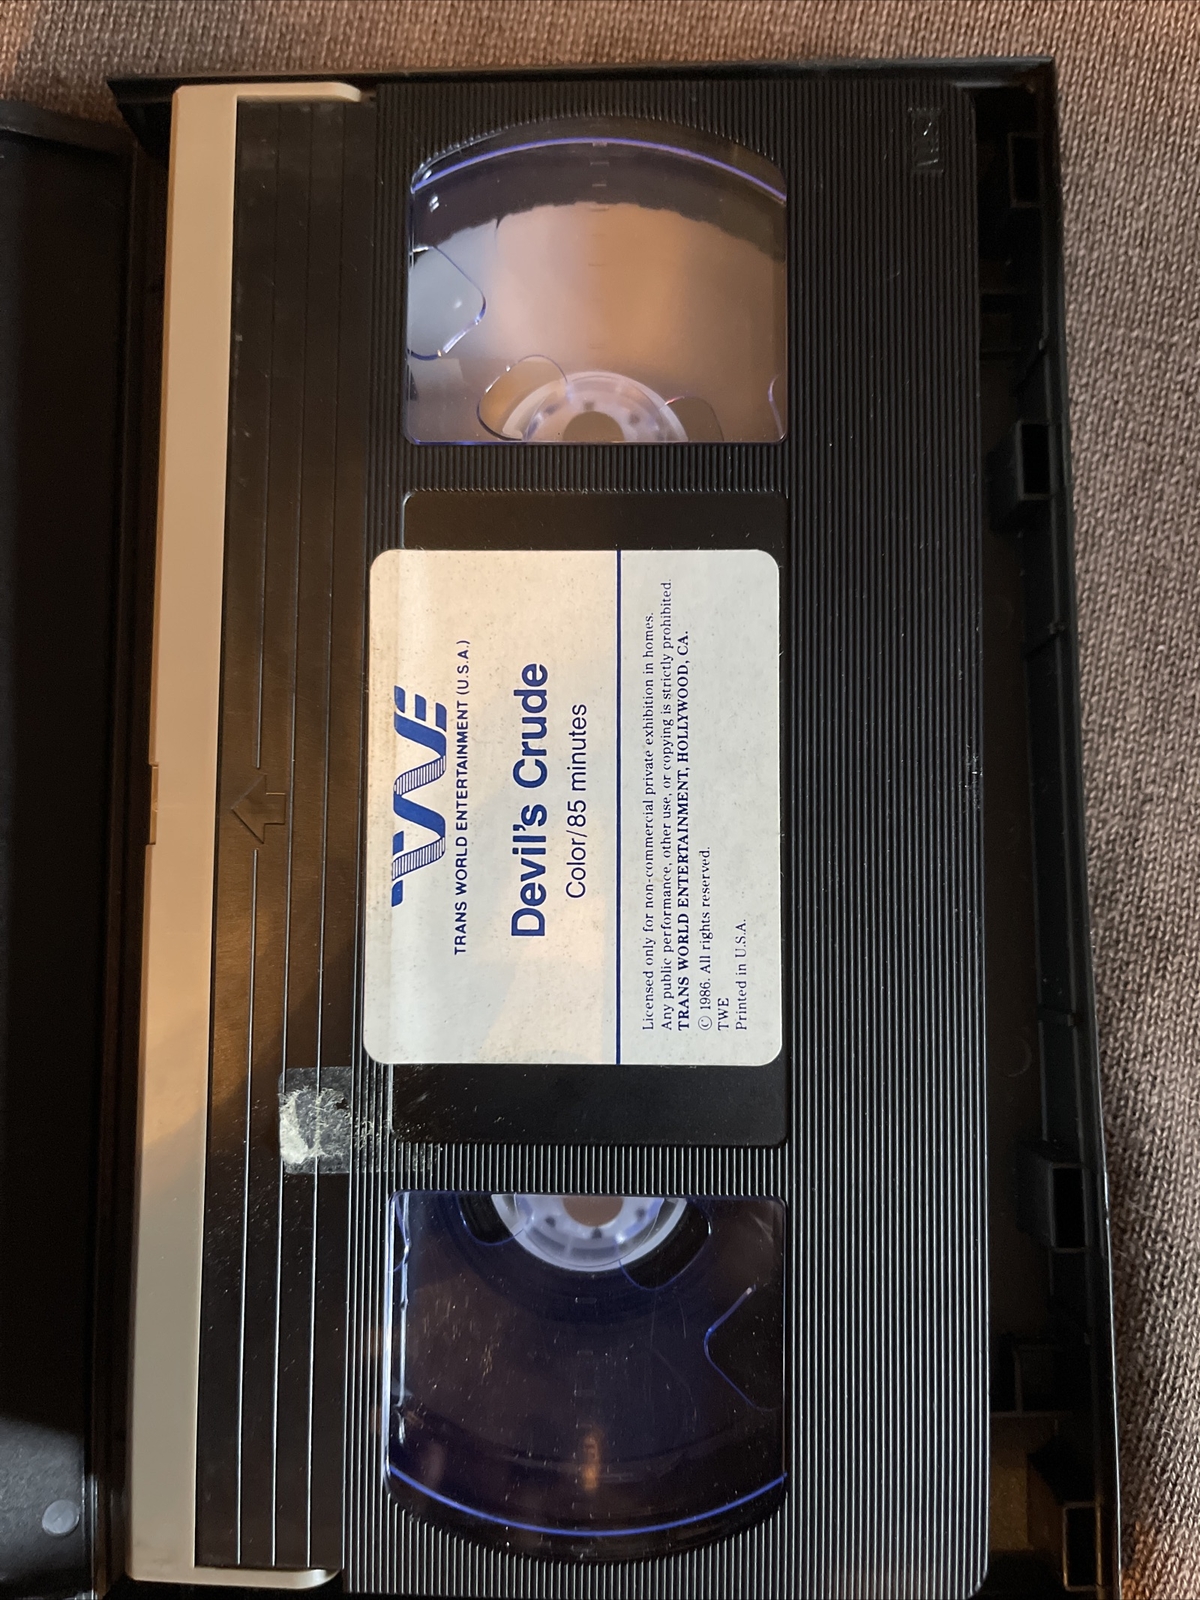 TWE
TRANS WORLD ENTERTAINMENT (U.S.A.)
Devil's Crude
Color/85 minutes
Licensed only for non-commercial private exhibition in homes.
Any public performance, other use, or copying is strictly prohibited.
TRANS WORLD ENTERTAINMENT, HOLLYWOOD, CA.
© 1986. All rights reserved.
TWE
Printed in U.S.A.